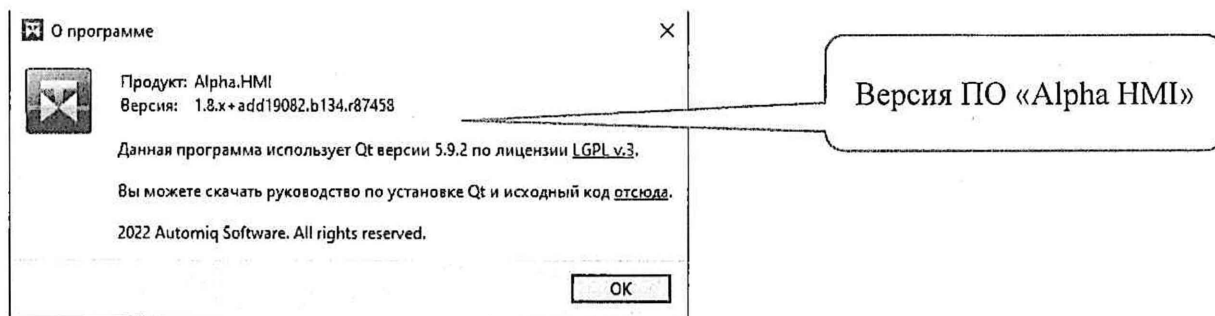 О программе
Продукт: Alpha.HMI
Версия: 1.8.x+add19082.b134.r87458
Данная программа использует Qt версии 5.9.2 по лицензии LGPL v.3.
Вы можете скачать руководство по установке Qt и исходный код отсюда.
2022 Automiq Software. All rights reserved.
OK
Версия ПО «Alpha HMI»